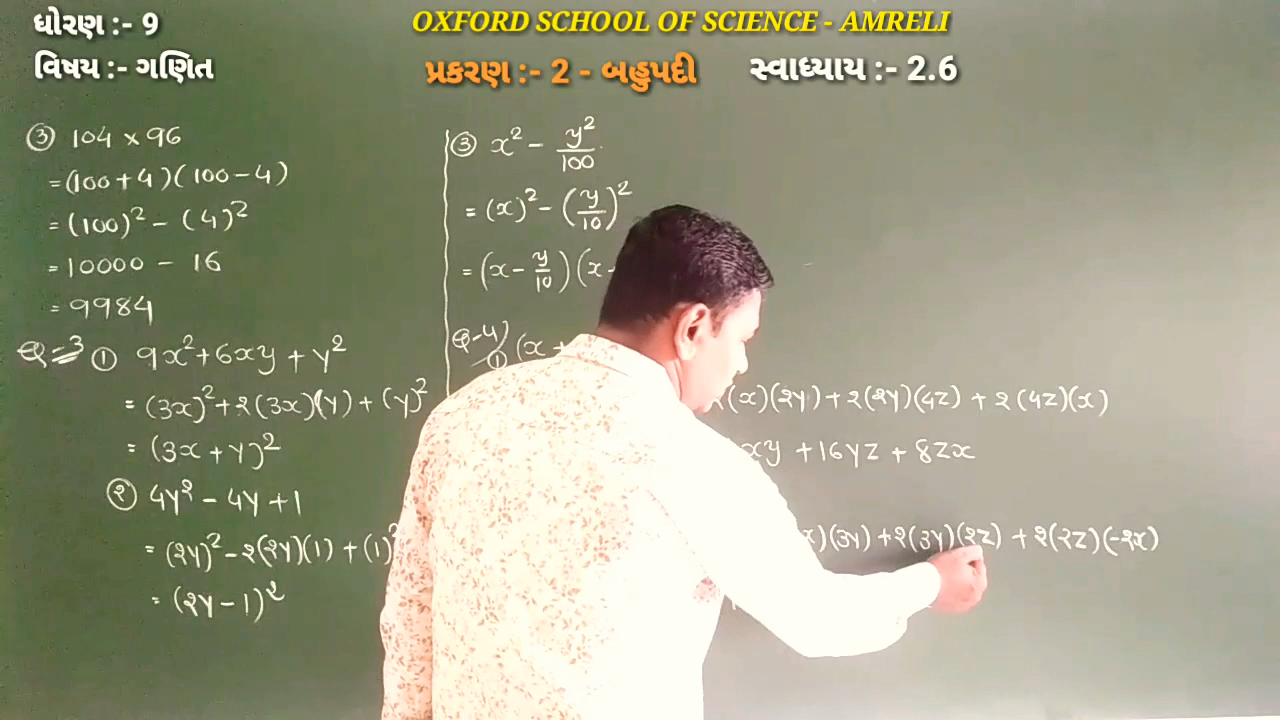 ધોરણ :- 9
OXFORD SCHOOL OF SCIENCE - AMRELI
વિષય :- ગણિત
પ્રકરણ :- 2 - બહુપદી
સ્વાધ્યાય :- 2.6
③ 104 × 96
= (100 + 4) (100 - 4)
= (100)² - (4)²
= 10000 - 16
= 9984
Q-3 ① 9x² + 6xy + y²
= (3x)² + 2(3x)(y) + (y)²
= (3x + y)²
② 4y² - 4y + 1
= (2y)² - 2(2y)(1) + (1)²
= (2y - 1)²
③ x² - y²/100
= (x)² - (y/10)²
= (x - y/10) (x
Q-4) ① (x +
(x)(2y) + 2(2y)(4z) + 2(4z)(x)
xy + 16yz + 8zx
)(3y) + 2(3y)(2z) + 2(2z)(-2x)